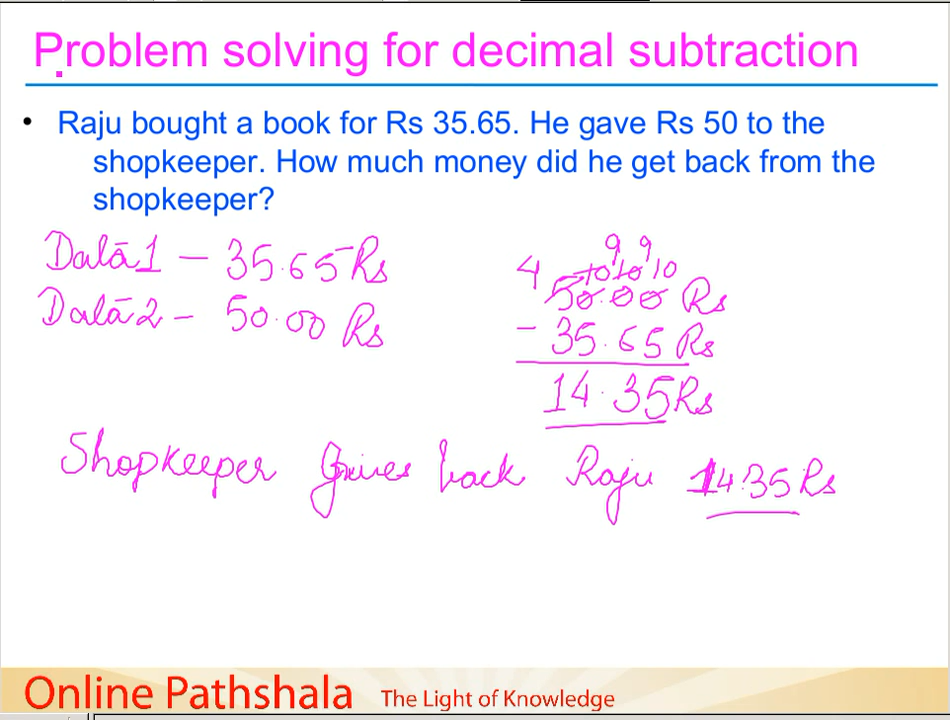 Problem solving for decimal subtraction
• Raju bought a book for Rs 35.65. He gave Rs 50 to the
shopkeeper. How much money did he get back from the
shopkeeper?
Data 1 – 35.65 Rs
Data 2 – 50.00 Rs
9 9
4 10 10 10
50.00 Rs
- 35.65 Rs
14.35 Rs
Shopkeeper gives back Raju 14.35 Rs
Online Pathshala The Light of Knowledge